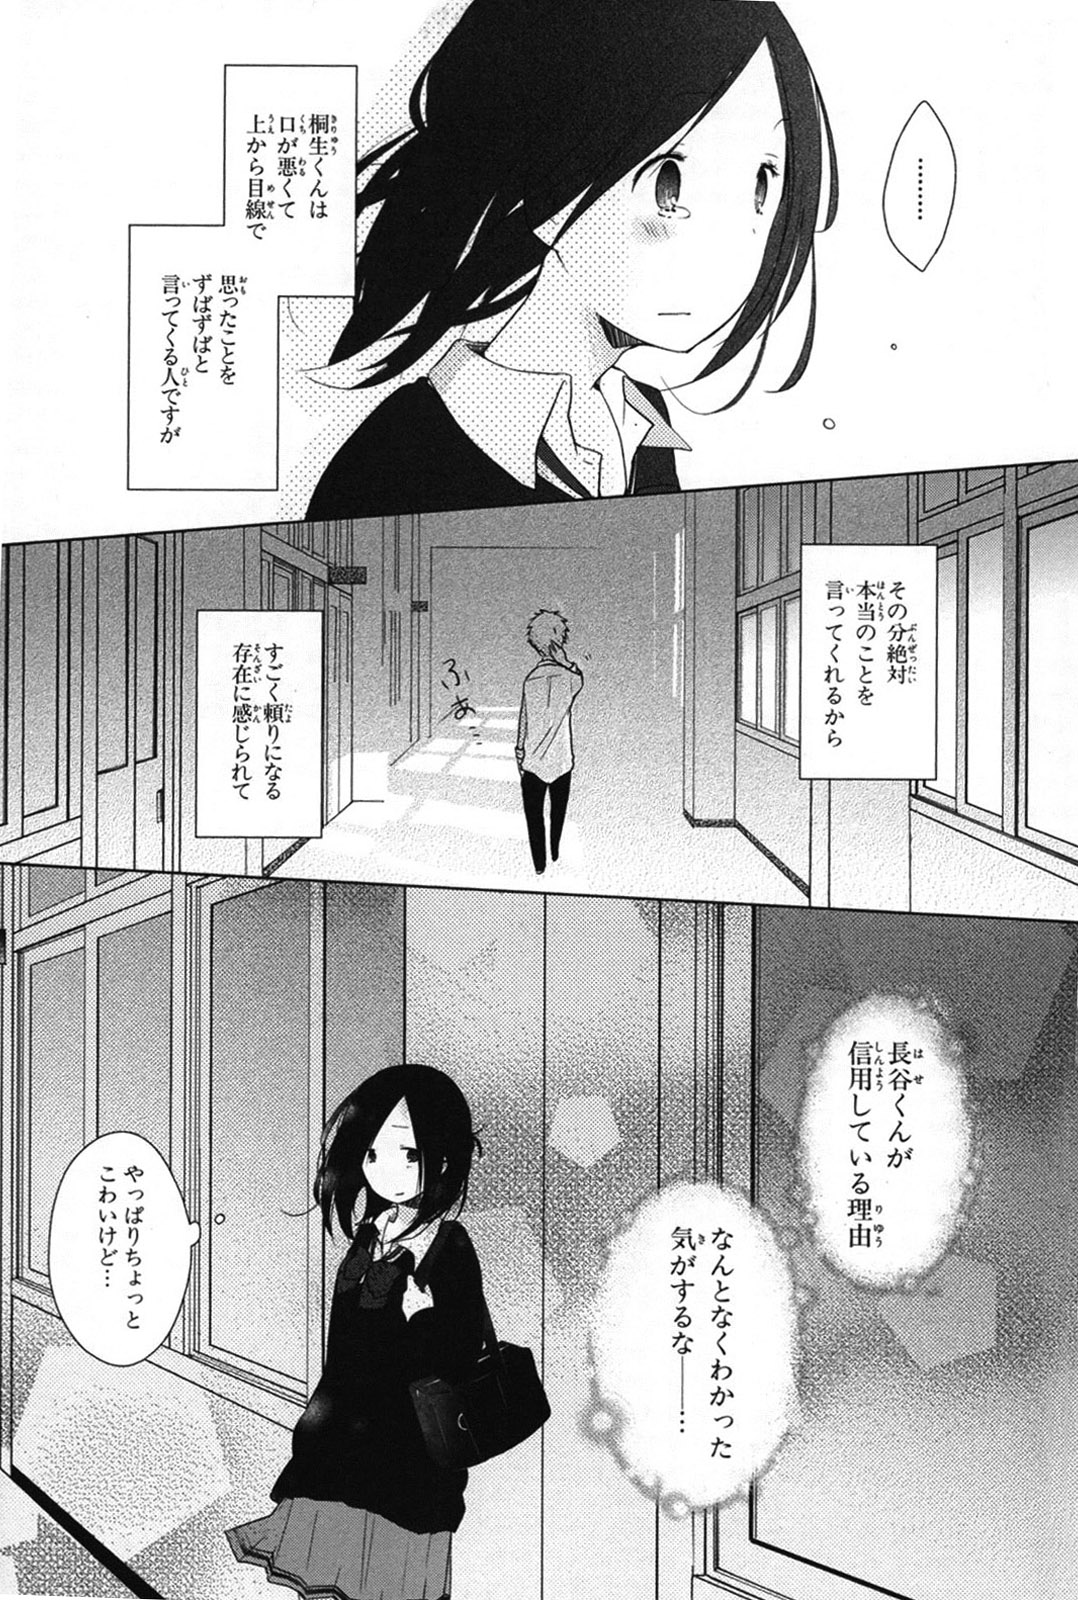 ………
桐生くんは
口が悪くて
上から目線で
思ったことを
ずばずばと
言ってくる人ですが
その分絶対
本当のことを
言ってくれるから
ふぁ…
すごく頼りになる
存在に感じられて
長谷くんが
信用している理由
なんとなくわかった
気がするな――…
やっぱりちょっと
こわいけど…